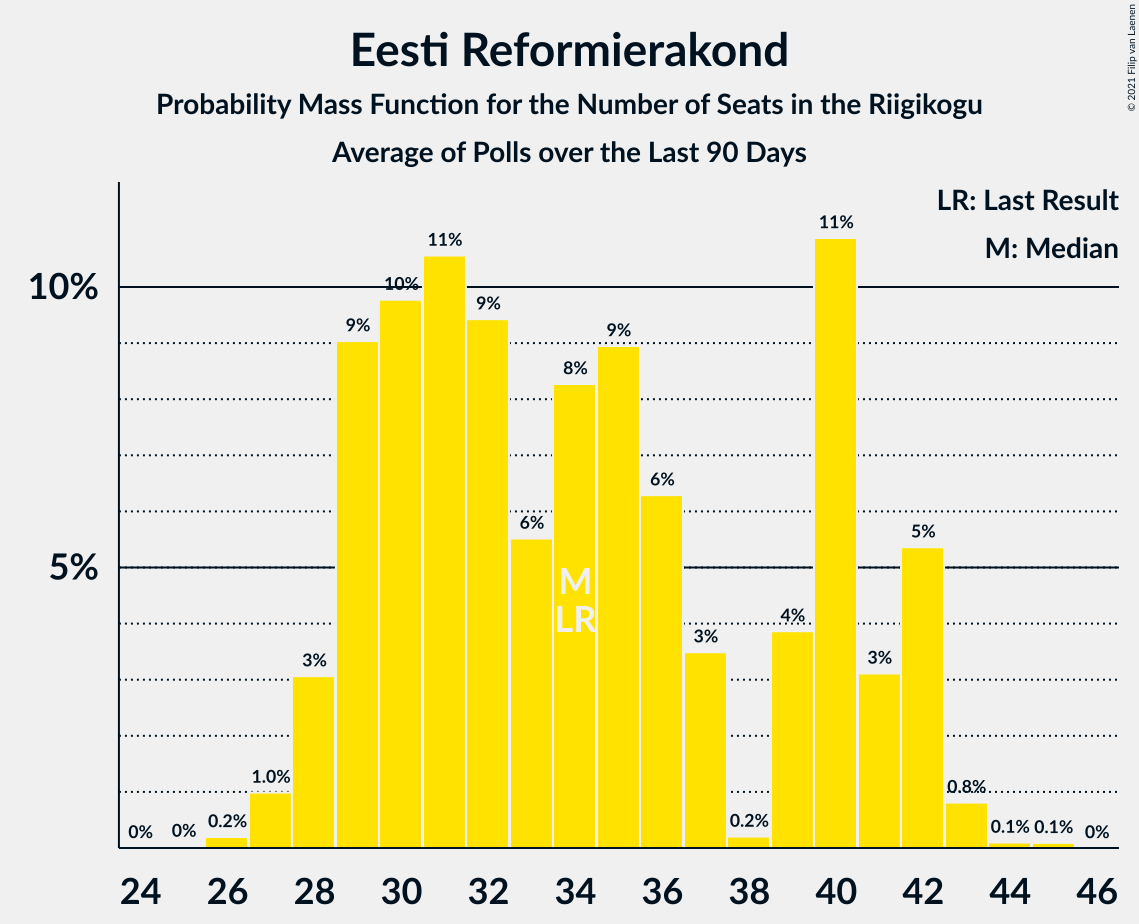 Eesti Reformierakond
Probability Mass Function for the Number of Seats in the Riigikogu
Average of Polls over the Last 90 Days
© 2021 Filip van Laenen
LR: Last Result
M: Median
10%
5%
0%
0%
0.2%
1.0%
3%
9%
10%
11%
9%
6%
8%
9%
6%
3%
0.2%
4%
11%
3%
5%
0.8%
0.1%
0.1%
0%
M
LR
24 26 28 30 32 34 36 38 40 42 44 46